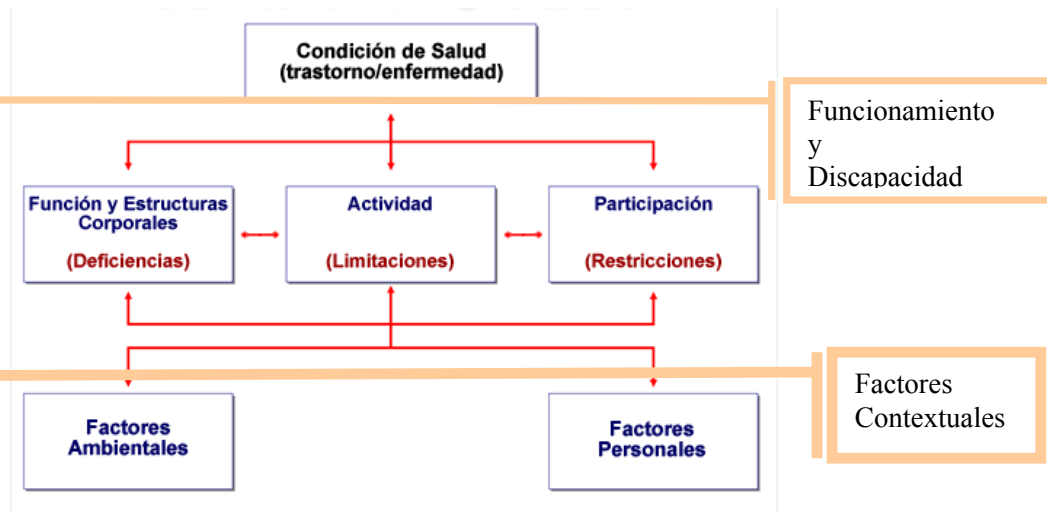 Condición de Salud
(trastorno/enfermedad)
Funcionamiento
y
Discapacidad
Función y Estructuras
Corporales
(Deficiencias)
Actividad
(Limitaciones)
Participación
(Restricciones)
Factores
Contextuales
Factores
Ambientales
Factores
Personales